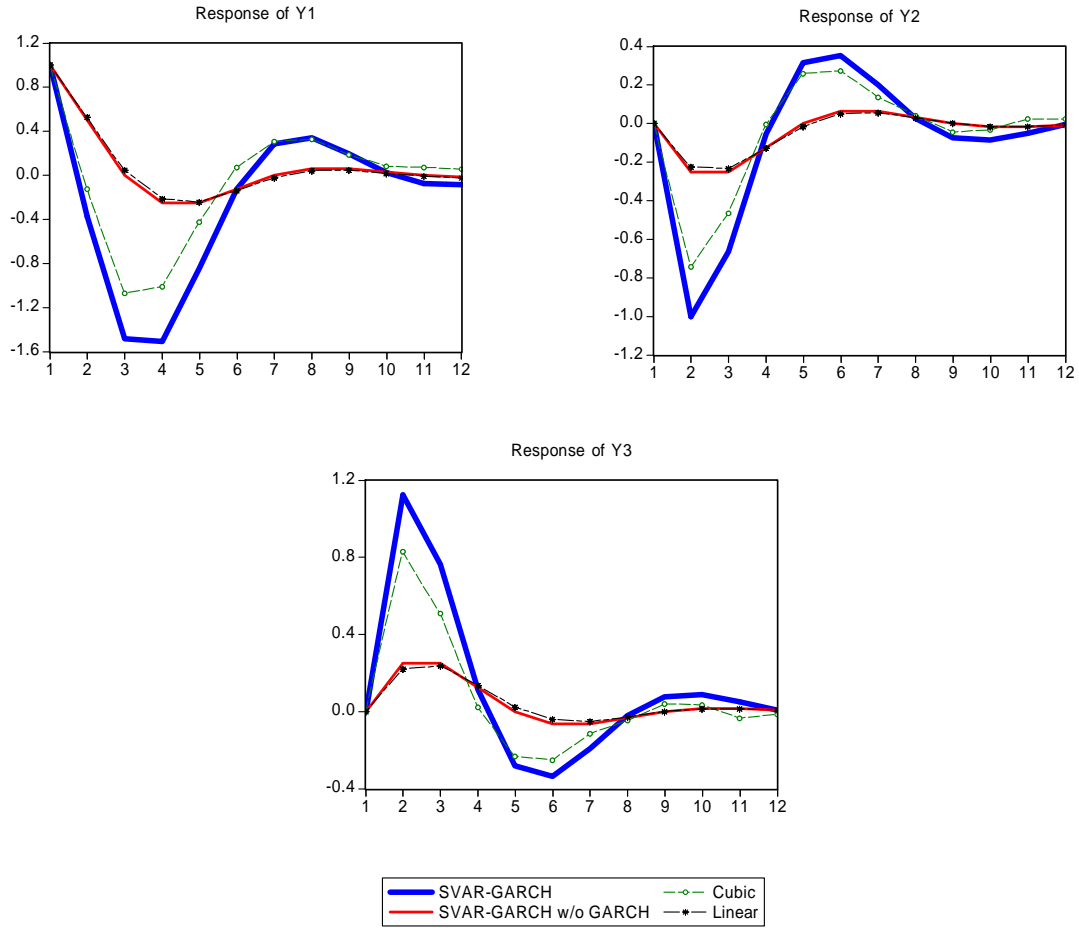 Response of Y1
1.2
0.8
0.4
0.0
-0.4
-0.8
-1.2
-1.6
1 2 3 4 5 6 7 8 9 10 11 12
Response of Y2
0.4
0.2
0.0
-0.2
-0.4
-0.6
-0.8
-1.0
-1.2
1 2 3 4 5 6 7 8 9 10 11 12
Response of Y3
1.2
0.8
0.4
0.0
-0.4
1 2 3 4 5 6 7 8 9 10 11 12
SVAR-GARCH
SVAR-GARCH w/o GARCH
Cubic
Linear